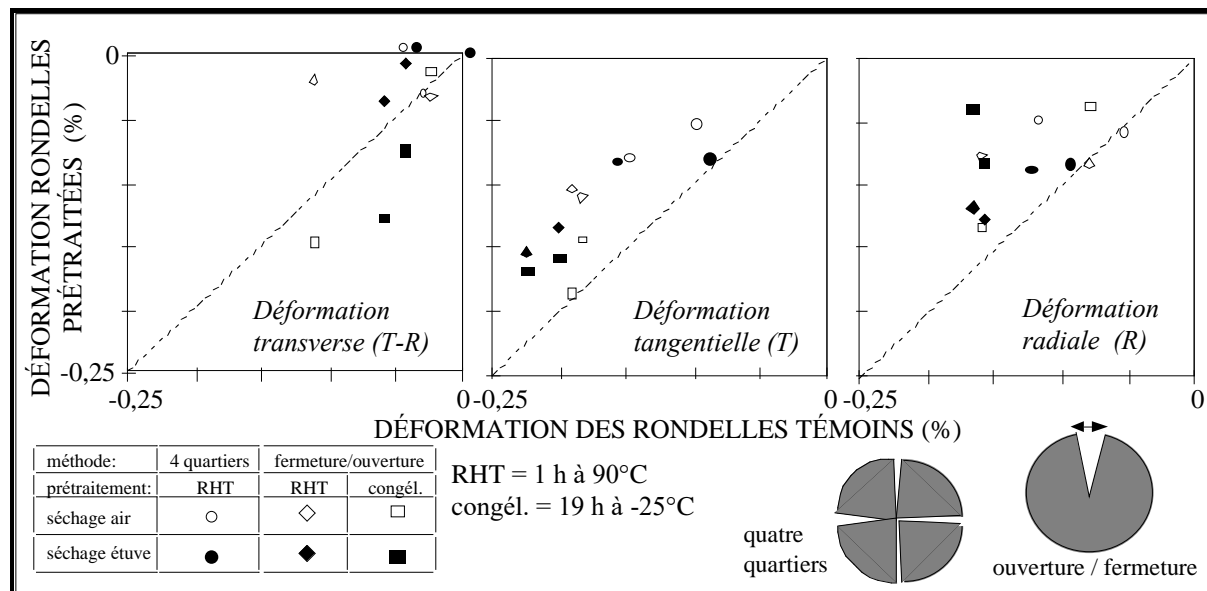 DÉFORMATION RONDELLES
PRÉTRAITÉES (%)
0
-0,25
-0,25
Déformation
transverse (T-R)
-0,25
Déformation
tangentielle (T)
0
-0,25
Déformation
radiale (R)
0
DÉFORMATION DES RONDELLES TÉMOINS (%)
méthode: 4 quartiers fermeture/ouverture
prétraitement: RHT RHT congél.
séchage air
séchage étuve
RHT = 1 h à 90°C
congél. = 19 h à -25°C
quatre
quartiers
ouverture / fermeture